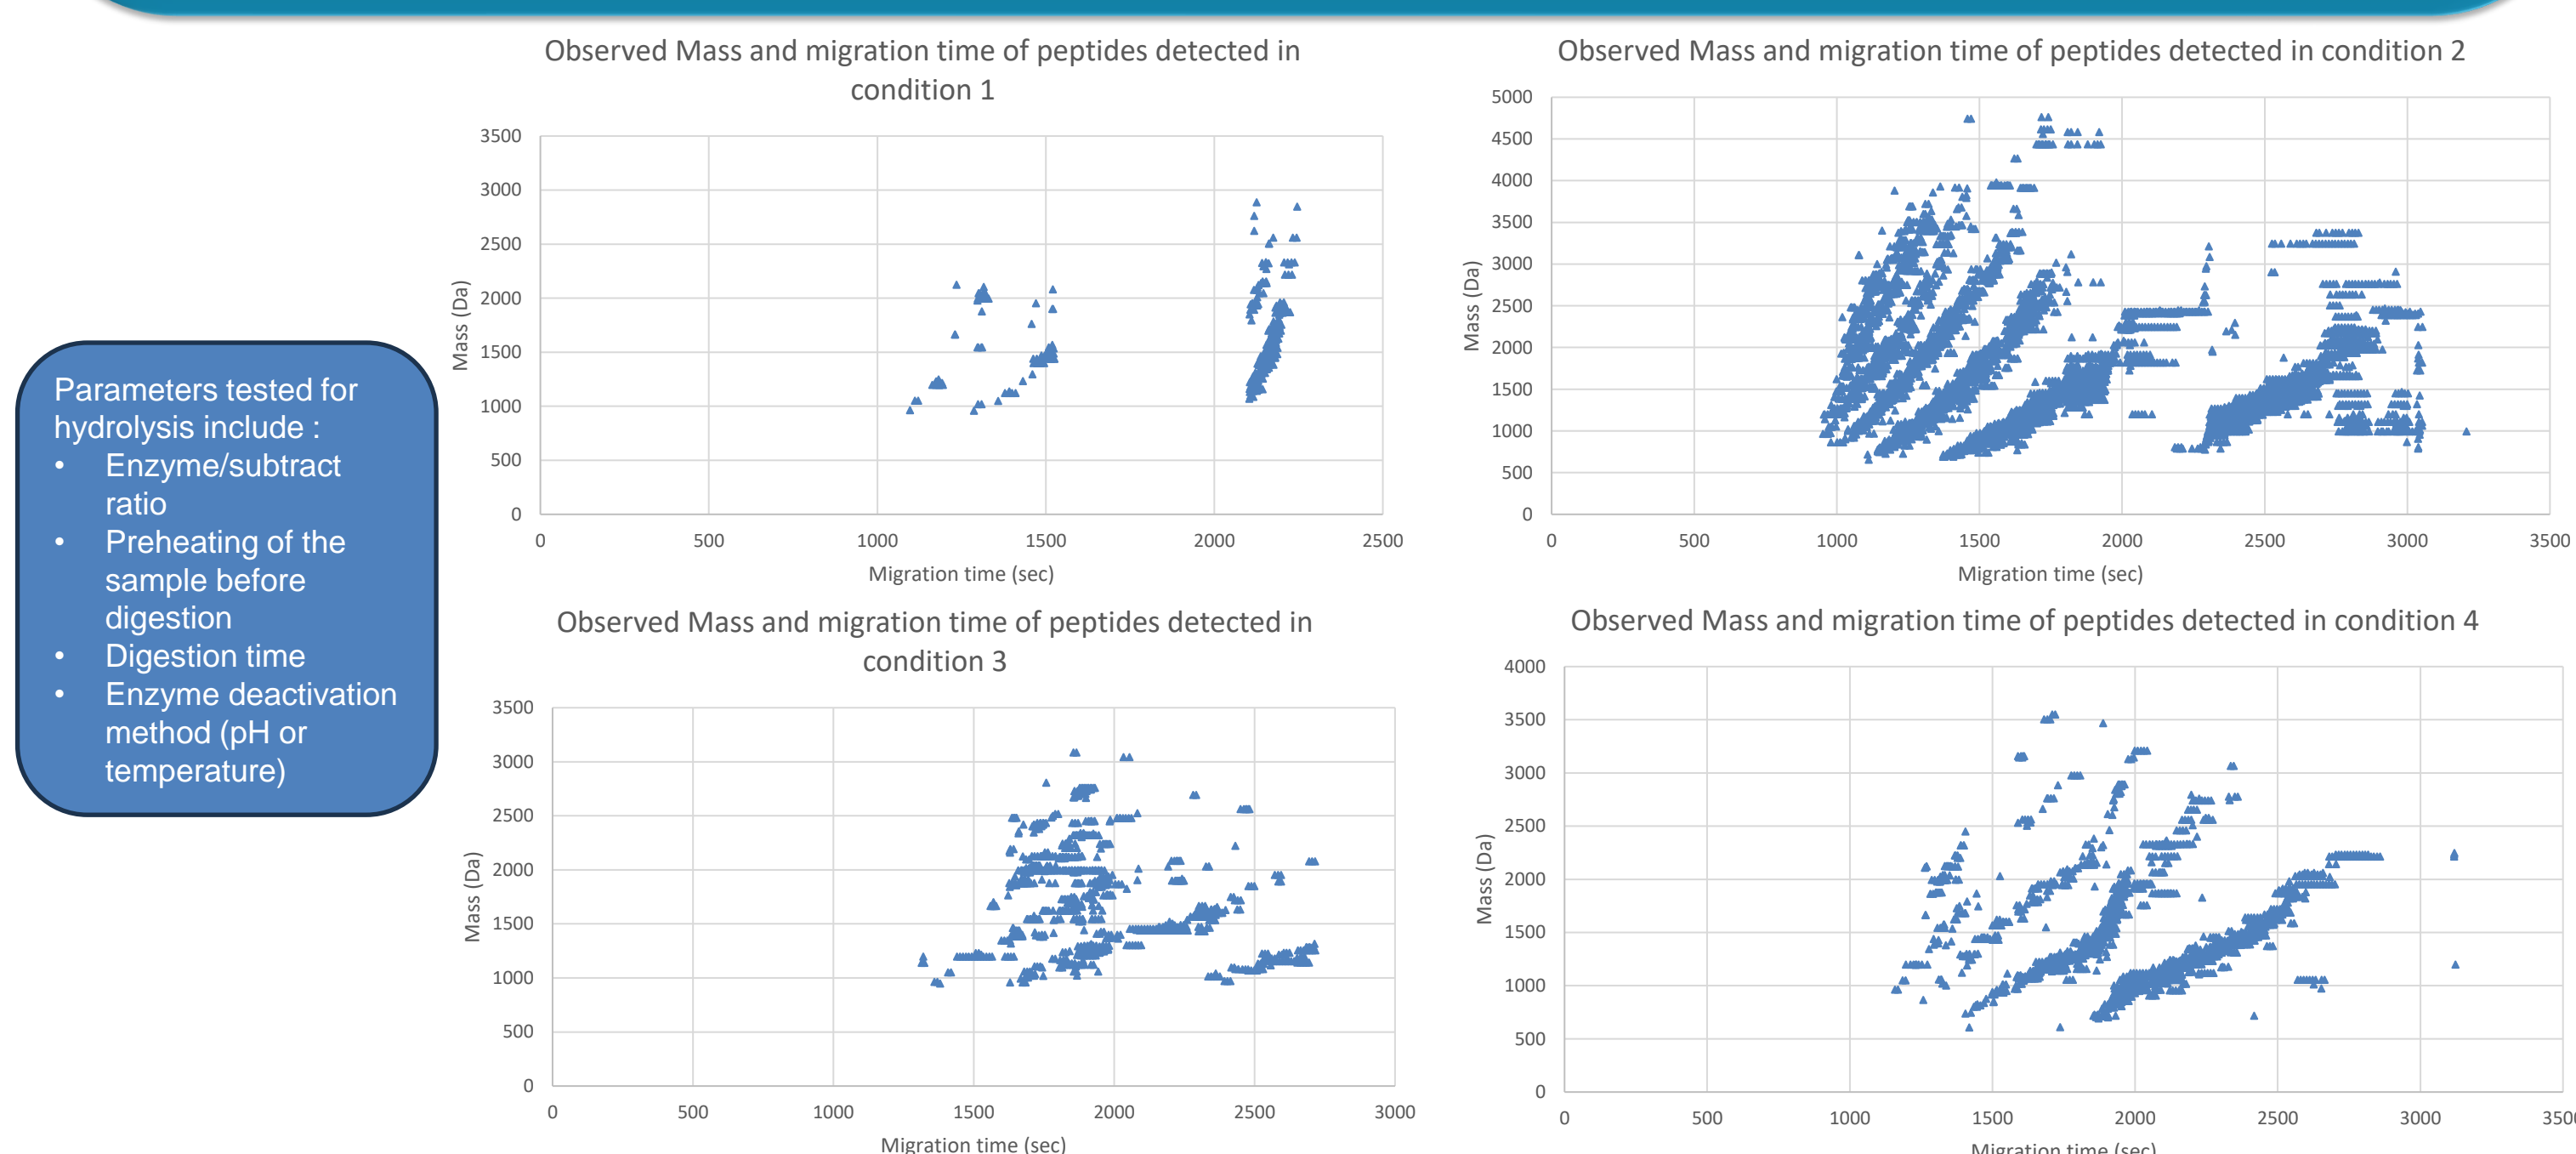 Parameters tested for
hydrolysis include :
• Enzyme/subtract
ratio
• Preheating of the
sample before
digestion
• Digestion time
• Enzyme deactivation
method (pH or
temperature)
Observed Mass and migration time of peptides detected in
condition 1
3500
3000
2500
2000
1500
1000
500
0
Mass (Da)
0 500 1000 1500 2000 2500
Migration time (sec)
Observed Mass and migration time of peptides detected in condition 2
5000
4500
4000
3500
3000
2500
2000
1500
1000
500
0
Mass (Da)
0 500 1000 1500 2000 2500 3000 3500
Migration time (sec)
Observed Mass and migration time of peptides detected in
condition 3
3500
3000
2500
2000
1500
1000
500
0
Mass (Da)
0 500 1000 1500 2000 2500 3000
Migration time (sec)
Observed Mass and migration time of peptides detected in condition 4
4000
3500
3000
2500
2000
1500
1000
500
0
Mass (Da)
0 500 1000 1500 2000 2500 3000 3500
Migration time (sec)